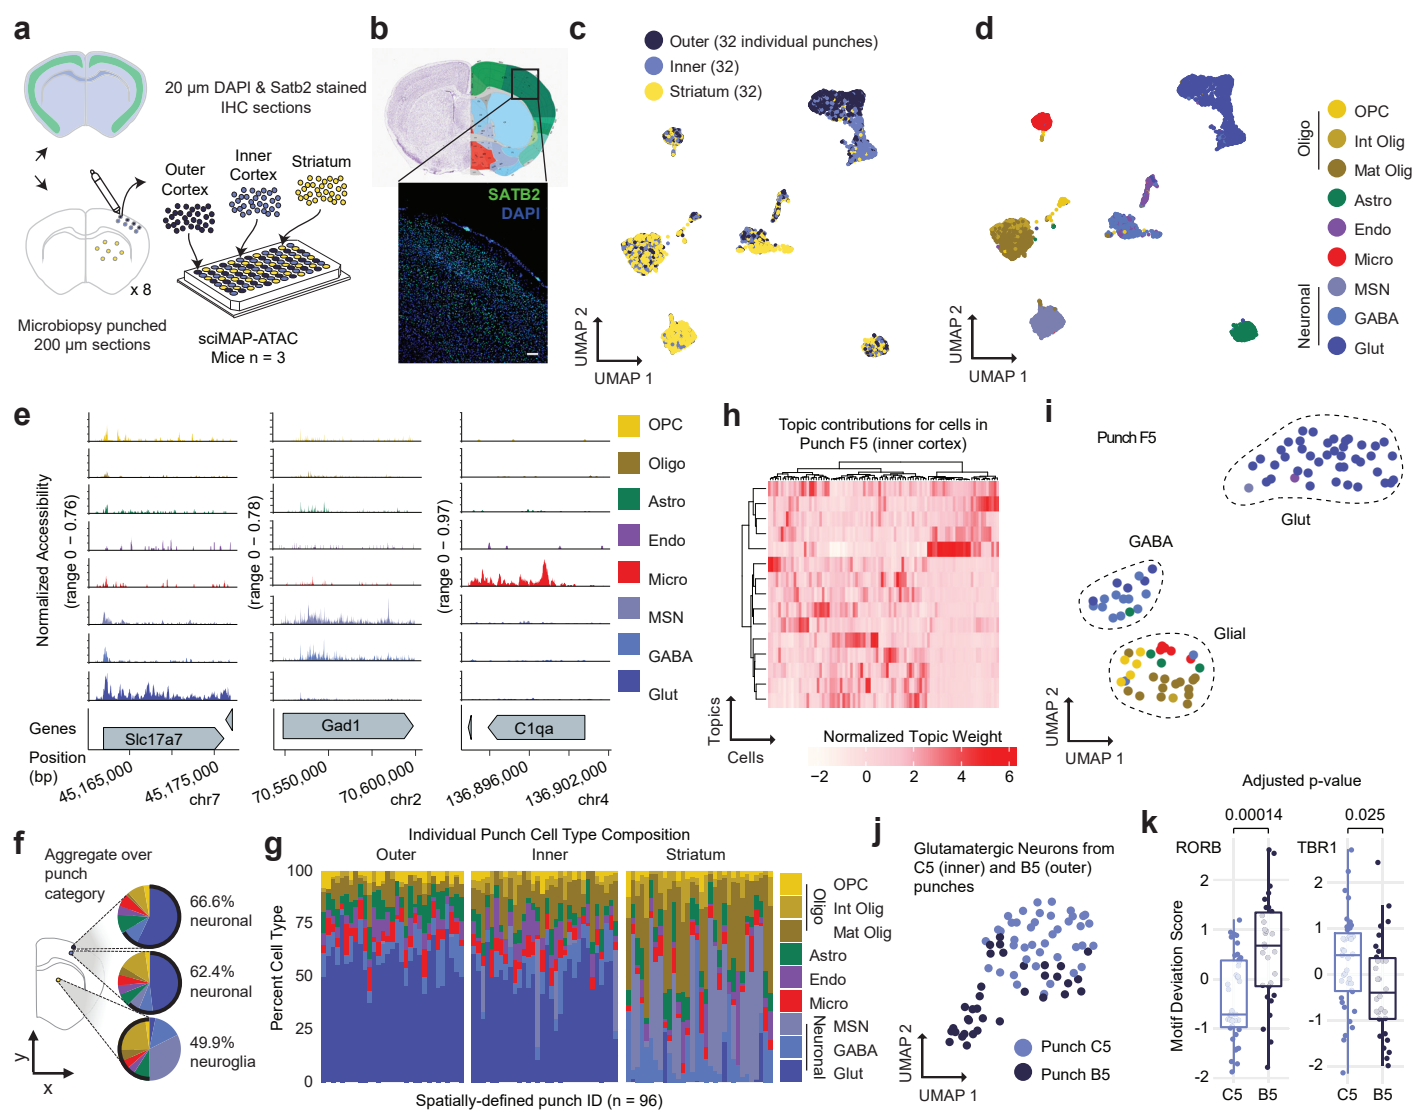 a
20 µm DAPI & Satb2 stained
IHC sections
Outer
Cortex
Inner
Cortex
Striatum
x 8
Microbiopsy punched
200 µm sections
sciMAP-ATAC
Mice n = 3
b
SATB2
DAPI
c
Outer (32 individual punches)
Inner (32)
Striatum (32)
UMAP 2
UMAP 1
d
UMAP 2
UMAP 1
Oligo
OPC
Int Olig
Mat Olig
Astro
Endo
Micro
Neuronal
MSN
GABA
Glut
e
Normalized Accessibility
(range 0 – 0.76)
(range 0 – 0.78)
(range 0 – 0.97)
OPC
Oligo
Astro
Endo
Micro
MSN
GABA
Glut
Genes
Slc17a7
Gad1
C1qa
Position
(bp)
45,165,000
45,175,000
chr7
70,550,000
70,600,000
chr2
136,896,000
136,902,000
chr4
h
Topic contributions for cells in
Punch F5 (inner cortex)
Topics
Cells
Normalized Topic Weight
−2 0 2 4 6
i
Punch F5
Glut
GABA
Glial
UMAP 2
UMAP 1
f
Aggregate over
punch
category
66.6%
neuronal
62.4%
neuronal
49.9%
neuroglia
y
x
g
Individual Punch Cell Type Composition
Outer
Inner
Striatum
Percent Cell Type
100
75
50
25
0
Spatially-defined punch ID (n = 96)
Oligo
OPC
Int Olig
Mat Olig
Astro
Endo
Micro
Neuronal
MSN
GABA
Glut
j
Glutamatergic Neurons from
C5 (inner) and B5 (outer)
punches
UMAP 2
UMAP 1
Punch C5
Punch B5
k
Adjusted p-value
0.00014
0.025
RORB
TBR1
Motif Deviation Score
2
1
0
-1
-2
C5 B5
2
1
0
-1
-2
C5 B5